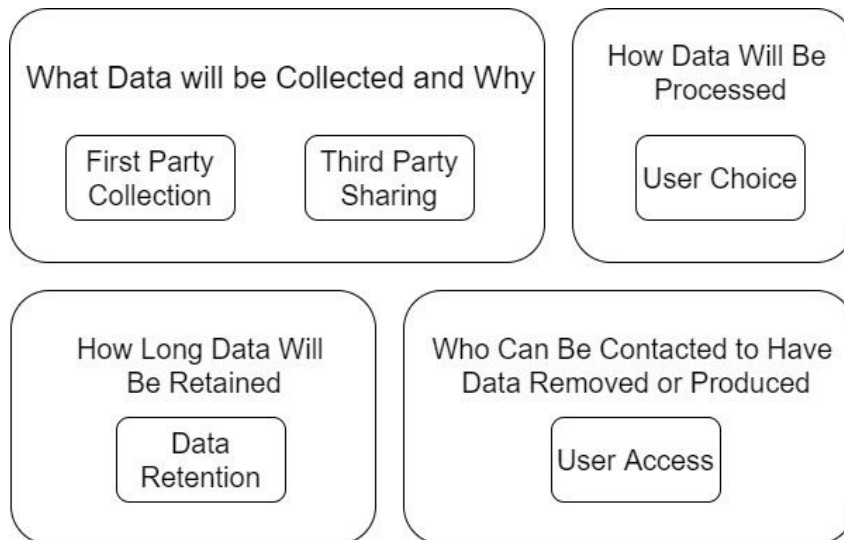 What Data will be Collected and Why
First Party
Collection
Third Party
Sharing
How Data Will Be
Processed
User Choice
How Long Data Will
Be Retained
Data
Retention
Who Can Be Contacted to Have
Data Removed or Produced
User Access